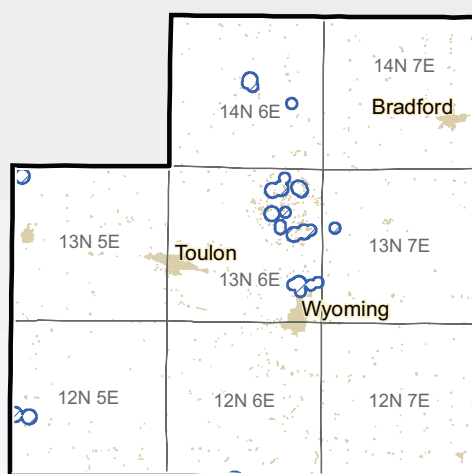 14N 7E
Bradford
14N 6E
13N 5E
Toulon
13N 7E
13N 6E
Wyoming
12N 5E
12N 6E
12N 7E